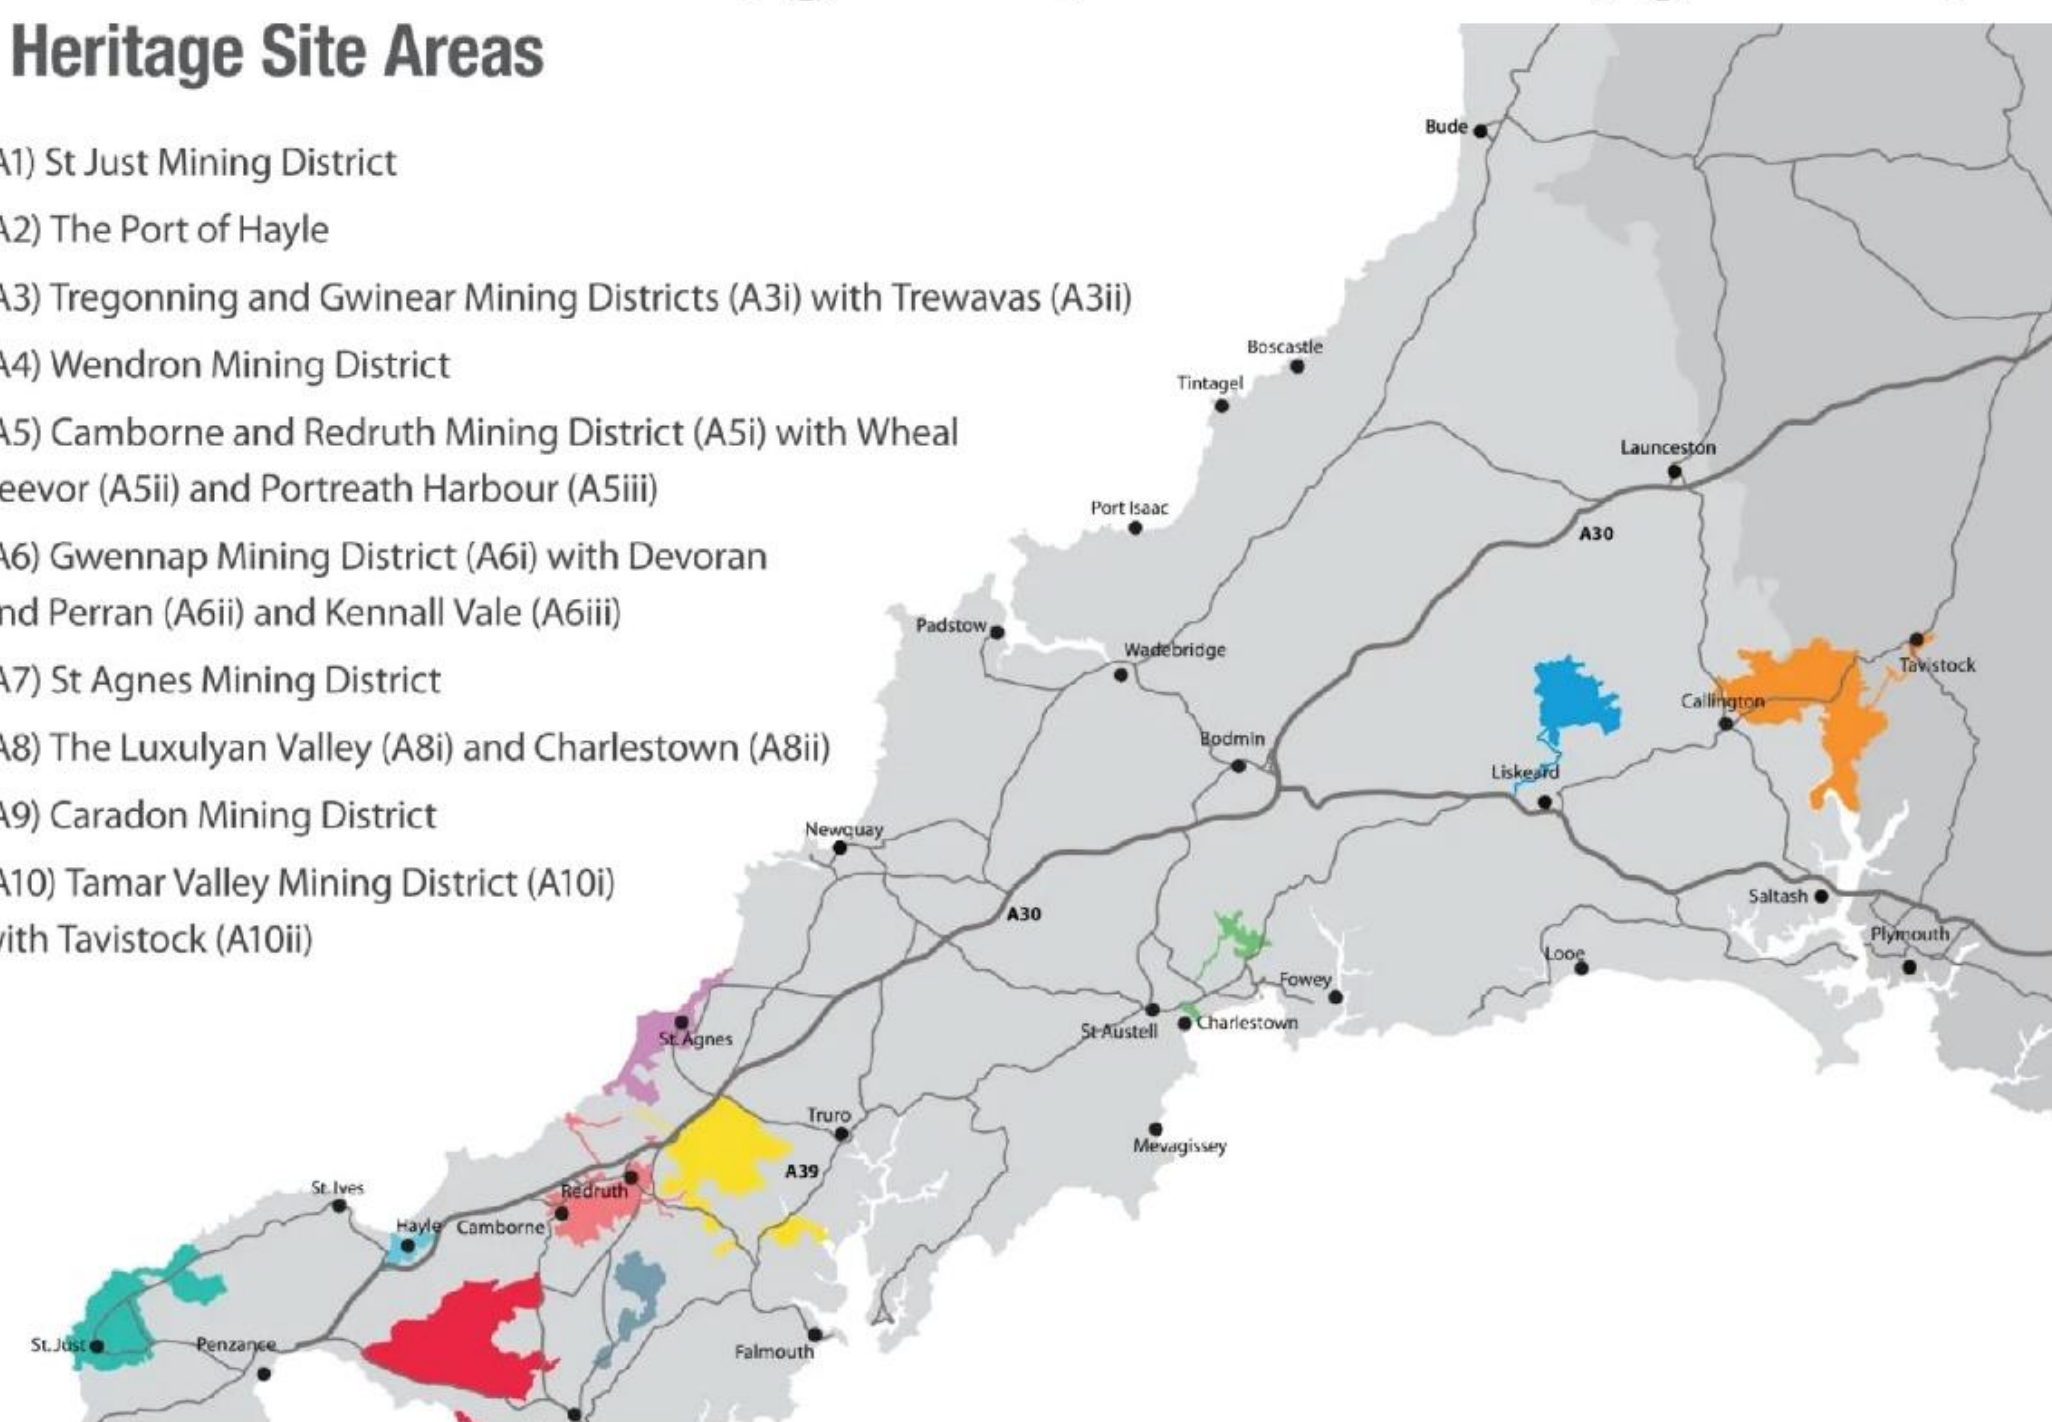 Heritage Site Areas
A1) St Just Mining District
A2) The Port of Hayle
A3) Tregonning and Gwinear Mining Districts (A3i) with Trewavas (A3ii)
A4) Wendron Mining District
A5) Camborne and Redruth Mining District (A5i) with Wheal
eevor (A5ii) and Portreath Harbour (A5iii)
A6) Gwennap Mining District (A6i) with Devoran
nd Perran (A6ii) and Kennall Vale (A6iii)
A7) St Agnes Mining District
A8) The Luxulyan Valley (A8i) and Charlestown (A8ii)
A9) Caradon Mining District
A10) Tamar Valley Mining District (A10i)
ith Tavistock (A10ii)
Bude
Boscastle
Tintagel
Launceston
Port Isaac
A30
Padstow
Wadebridge
Tavistock
Callington
Bodmin
Liskeard
Newquay
Saltash
A30
Plymouth
Looe
Fowey
St Austell
Charlestown
St. Agnes
Truro
Mevagissey
A39
Redruth
St. Ives
Hayle
Camborne
St. Just
Penzance
Falmouth